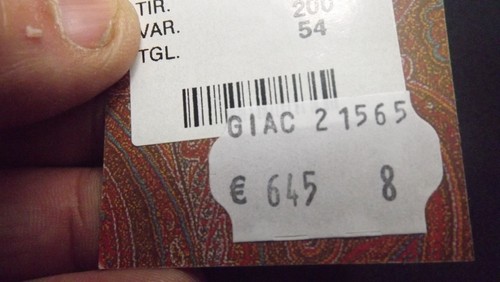 TIR. 200
VAR. 54
TGL.
GIAC 21565
€ 645 8